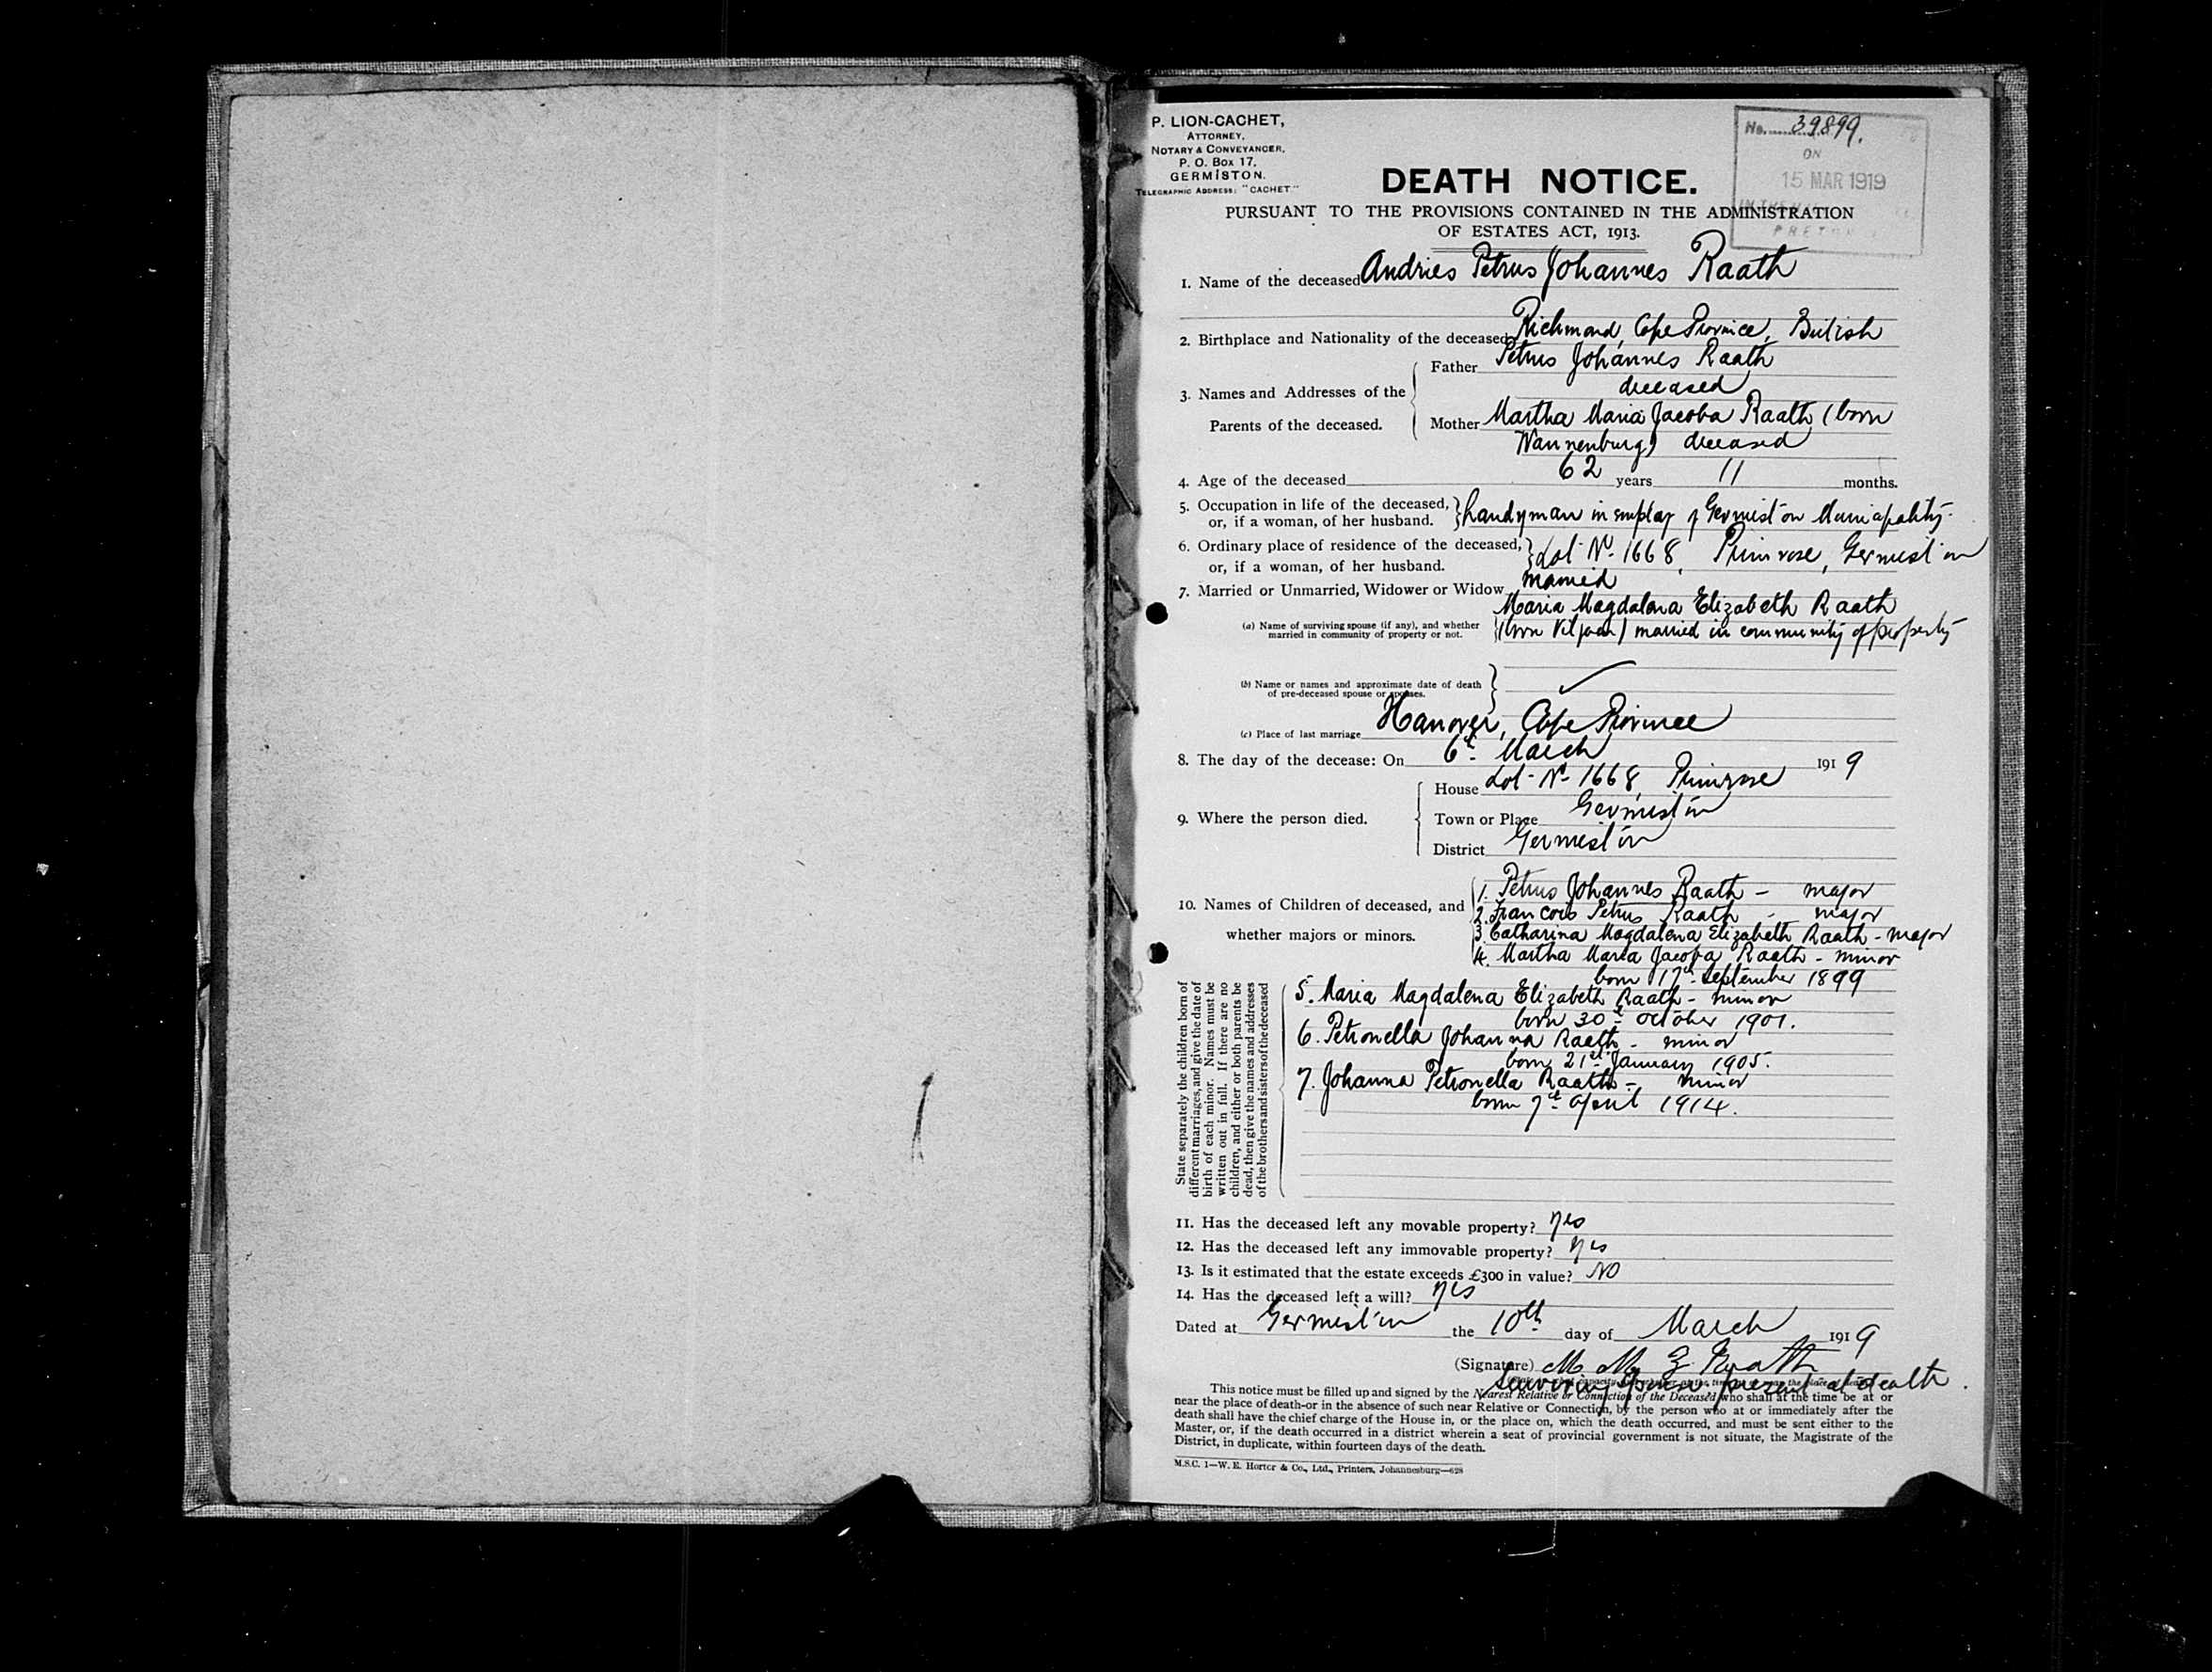 P. LION-CACHET,
ATTORNEY,
NOTARY & CONVEYANCER,
P. O. BOX 17,
GERMISTON.
TELEGRAPHIC ADDRESS: "CACHET"
No. 39899.
ON
15 MAR 1919
DEATH NOTICE.
PURSUANT TO THE PROVISIONS CONTAINED IN THE ADMINISTRATION
OF ESTATES ACT, 1913.
1. Name of the deceased Andries Petrus Johannes Raath
2. Birthplace and Nationality of the deceased Richmond, Cape Province, British
3. Names and Addresses of the Parents of the deceased.
Father Petrus Johannes Raath
deceased
Mother Martha Maria Jacoba Raath (born
Wannenburg) deceased
4. Age of the deceased 62 years 11 months.
5. Occupation in life of the deceased,
or, if a woman, of her husband. handyman in employ of Germiston Municipality.
6. Ordinary place of residence of the deceased,
or, if a woman, of her husband. Lot No. 1668, Primrose, Germiston
7. Married or Unmarried, Widower or Widow married
(a) Name of surviving spouse (if any), and whether
married in community of property or not.
Maria Magdalena Elizabeth Raath
(born Viljoen) married in community of property
(b) Name or names and approximate date of death
of pre-deceased spouse or spouses.
(c) Place of last marriage Hanover, Cape Province
8. The day of the decease: On 6th March 1919
9. Where the person died.
House Lot No. 1668, Primrose
Town or Place Germiston
District Germiston
10. Names of Children of deceased, and
whether majors or minors.
1. Petrus Johannes Raath - major
2. Francois Petrus Raath - major
3. Catharina Magdalena Elizabeth Raath - major
4. Martha Maria Jacoba Raath - minor
born 17th September 1899
5. Maria Magdalena Elizabeth Raath - minor
born 30th October 1901.
6. Petronella Johanna Raath - minor
born 21st January 1905.
7. Johanna Petronella Raath - minor
born 7th April 1914.
State separately the children born of
different marriages, and give the date of
birth of each minor. Names must be
written out in full. If there are no
children, and either or both parents be
dead, then give the names and addresses
of the brothers and sisters of the deceased
11. Has the deceased left any movable property? Yes
12. Has the deceased left any immovable property? Yes
13. Is it estimated that the estate exceeds £300 in value? NO
14. Has the deceased left a will? Yes
Dated at Germiston the 10th day of March 1919
(Signature) M M E Raath
surviving spouse present at death.
This notice must be filled up and signed by the Nearest Relative or Connection of the Deceased who shall at the time be at or
near the place of death-or in the absence of such near Relative or Connection, by the person who at or immediately after the
death shall have the chief charge of the House in, or the place on, which the death occurred, and must be sent either to the
Master, or, if the death occurred in a district wherein a seat of provincial government is not situate, the Magistrate of the
District, in duplicate, within fourteen days of the death.
M.S.C. 1—W. E. Horter & Co., Ltd., Printers, Johannesburg—628